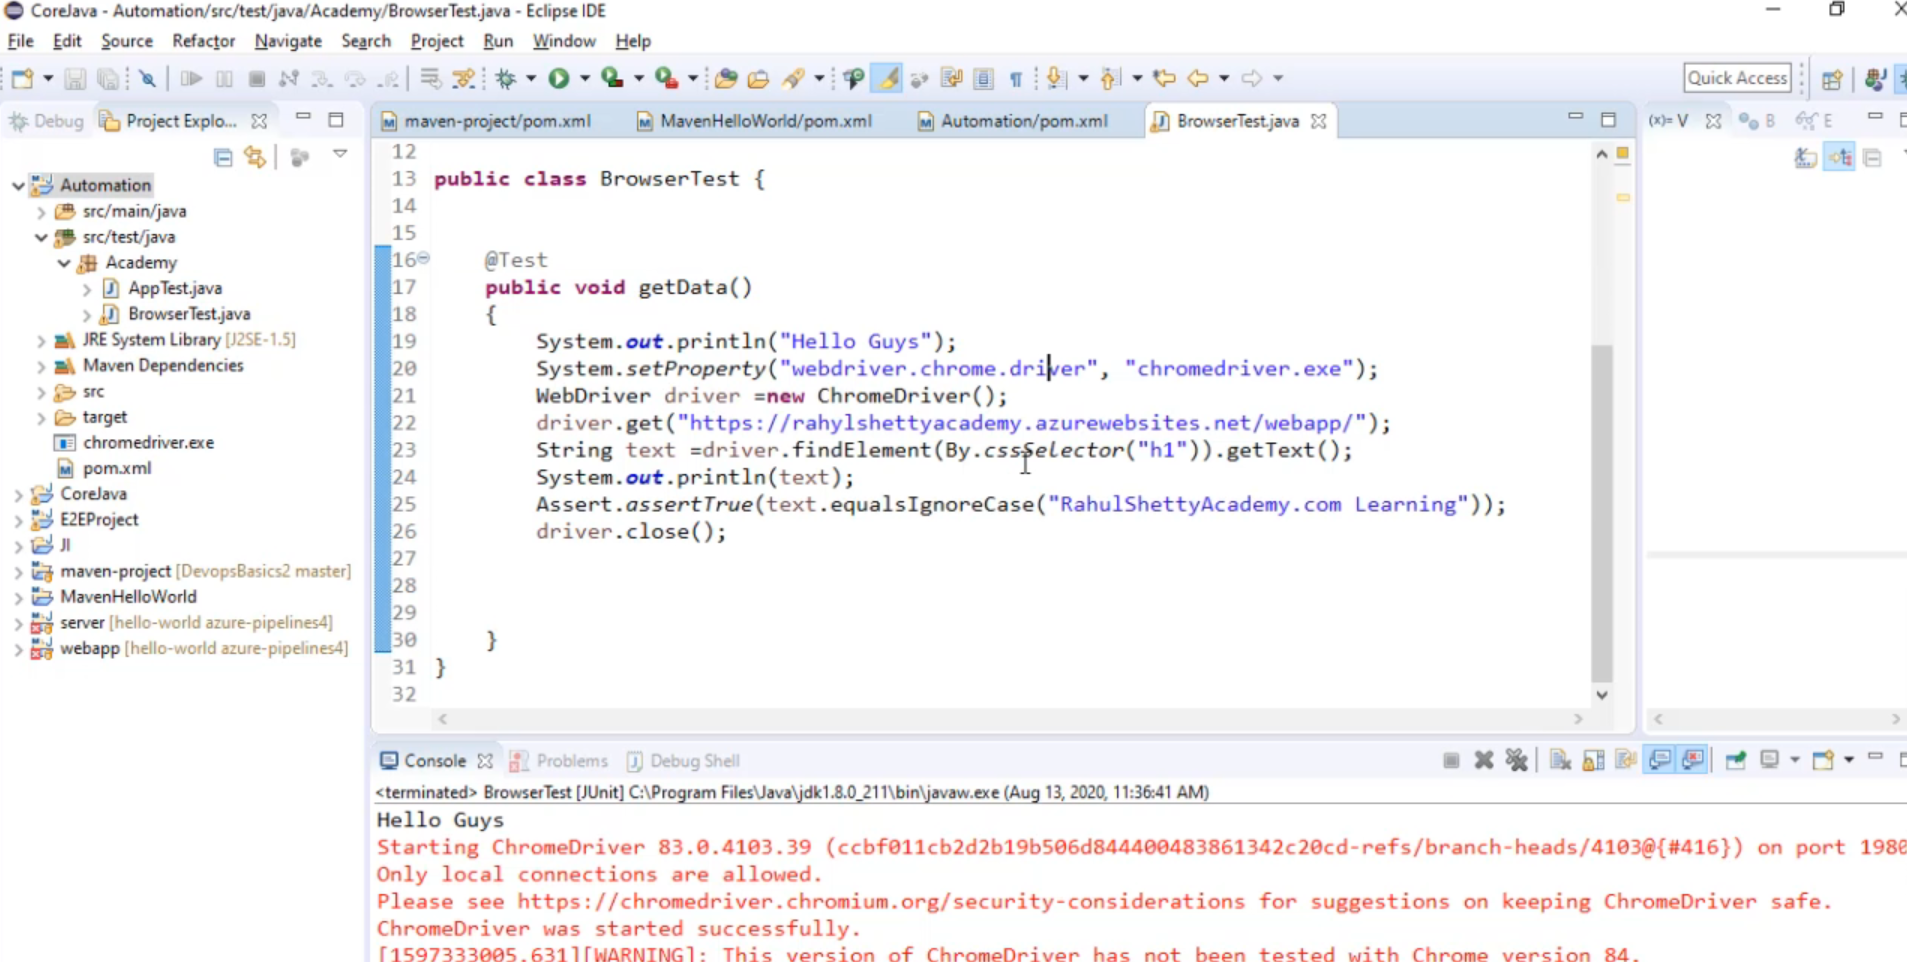 CoreJava - Automation/src/test/java/Academy/BrowserTest.java - Eclipse IDE
File Edit Source Refactor Navigate Search Project Run Window Help
Quick Access
Debug Project Explo...
maven-project/pom.xml MavenHelloWorld/pom.xml Automation/pom.xml BrowserTest.java
(x)= V B E
Automation
src/main/java
src/test/java
Academy
AppTest.java
BrowserTest.java
JRE System Library [J2SE-1.5]
Maven Dependencies
src
target
chromedriver.exe
pom.xml
CoreJava
E2EProject
JI
maven-project [DevopsBasics2 master]
MavenHelloWorld
server [hello-world azure-pipelines4]
webapp [hello-world azure-pipelines4]
12
13 public class BrowserTest {
14
15
16 @Test
17 public void getData()
18 {
19 System.out.println("Hello Guys");
20 System.setProperty("webdriver.chrome.driver", "chromedriver.exe");
21 WebDriver driver =new ChromeDriver();
22 driver.get("https://rahylshettyacademy.azurewebsites.net/webapp/");
23 String text =driver.findElement(By.cssSelector("h1")).getText();
24 System.out.println(text);
25 Assert.assertTrue(text.equalsIgnoreCase("RahulShettyAcademy.com Learning"));
26 driver.close();
27
28
29
30 }
31 }
32
Console Problems Debug Shell
<terminated> BrowserTest [JUnit] C:\Program Files\Java\jdk1.8.0_211\bin\javaw.exe (Aug 13, 2020, 11:36:41 AM)
Hello Guys
Starting ChromeDriver 83.0.4103.39 (ccbf011cb2d2b19b506d844400483861342c20cd-refs/branch-heads/4103@{#416}) on port 1980
Only local connections are allowed.
Please see https://chromedriver.chromium.org/security-considerations for suggestions on keeping ChromeDriver safe.
ChromeDriver was started successfully.
[1597333005.631][WARNING]: This version of ChromeDriver has not been tested with Chrome version 84.